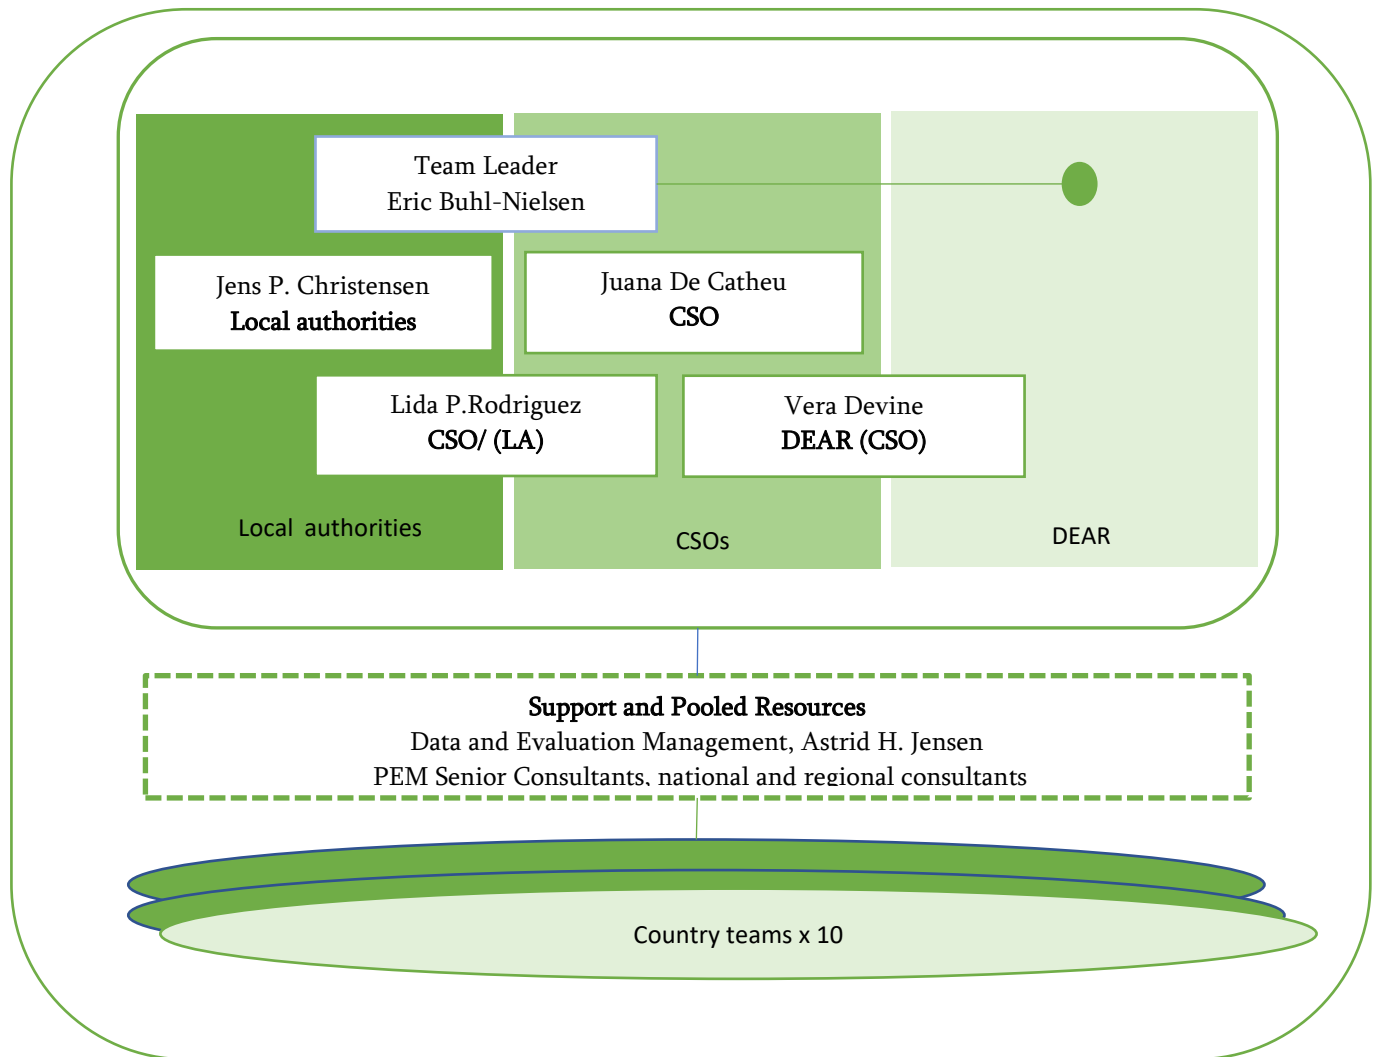 Team Leader
Eric Buhl-Nielsen
Jens P. Christensen
Local authorities
Juana De Catheu
CSO
Lida P.Rodriguez
CSO/ (LA)
Vera Devine
DEAR (CSO)
Local authorities
CSOs
DEAR
Support and Pooled Resources
Data and Evaluation Management, Astrid H. Jensen
PEM Senior Consultants, national and regional consultants
Country teams x 10